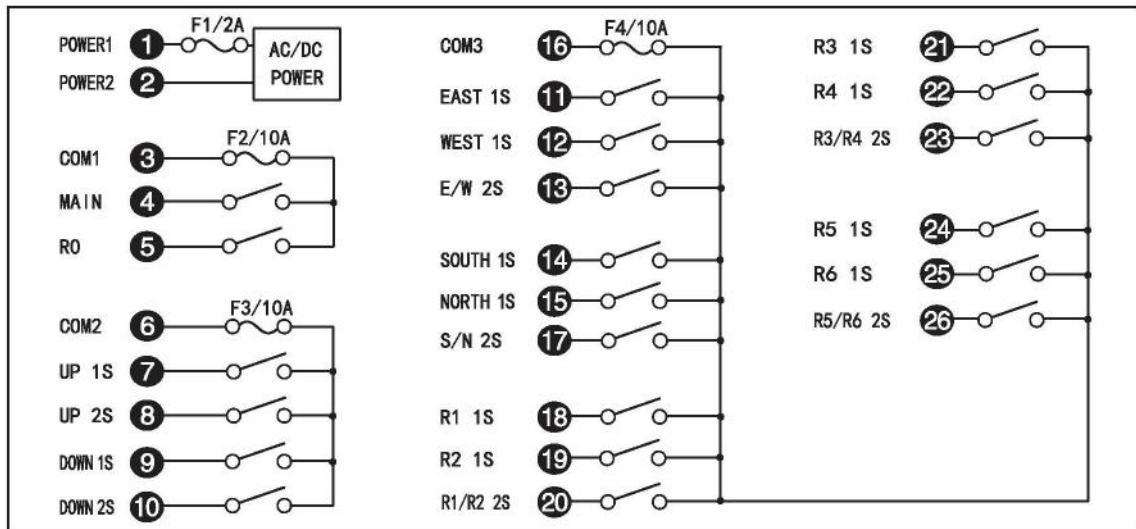 F1/2A
POWER1 1 AC/DC
POWER2 2 POWER
F2/10A
COM1 3
MAIN 4
R0 5
F3/10A
COM2 6
UP 1S 7
UP 2S 8
DOWN 1S 9
DOWN 2S 10
F4/10A
COM3 16
EAST 1S 11
WEST 1S 12
E/W 2S 13
SOUTH 1S 14
NORTH 1S 15
S/N 2S 17
R1 1S 18
R2 1S 19
R1/R2 2S 20
R3 1S 21
R4 1S 22
R3/R4 2S 23
R5 1S 24
R6 1S 25
R5/R6 2S 26